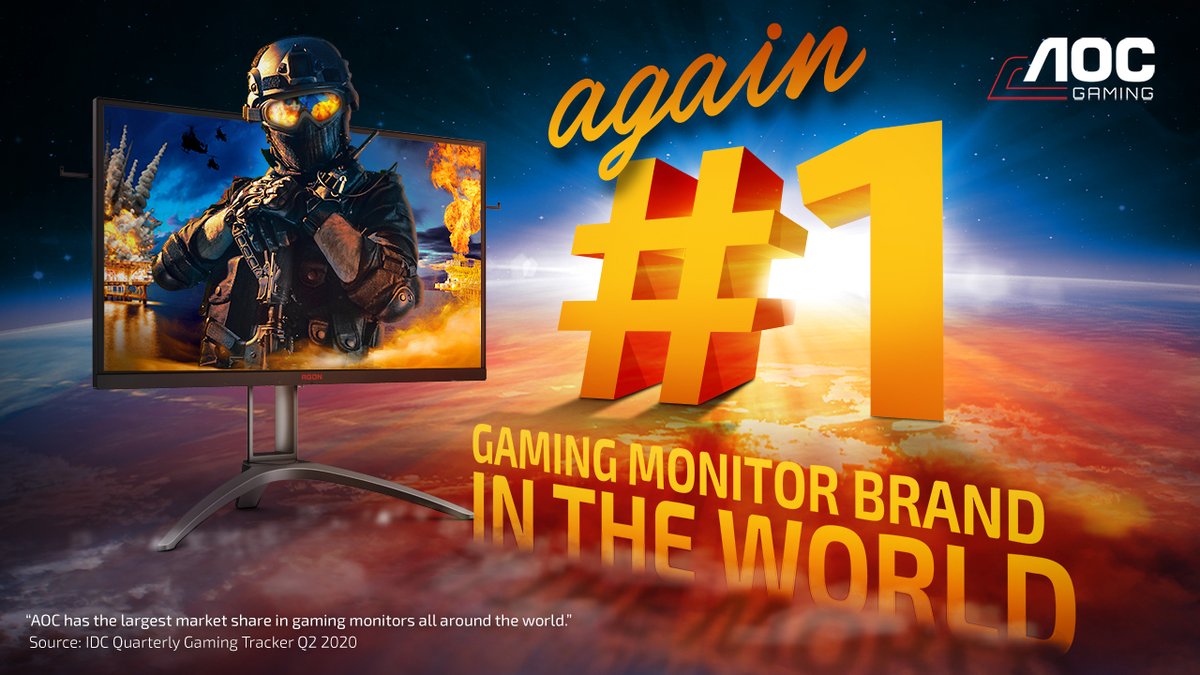 again
#1
GAMING MONITOR BRAND
IN THE WORLD
AOC
GAMING
AGON
“AOC has the largest market share in gaming monitors all around the world.”
Source: IDC Quarterly Gaming Tracker Q2 2020